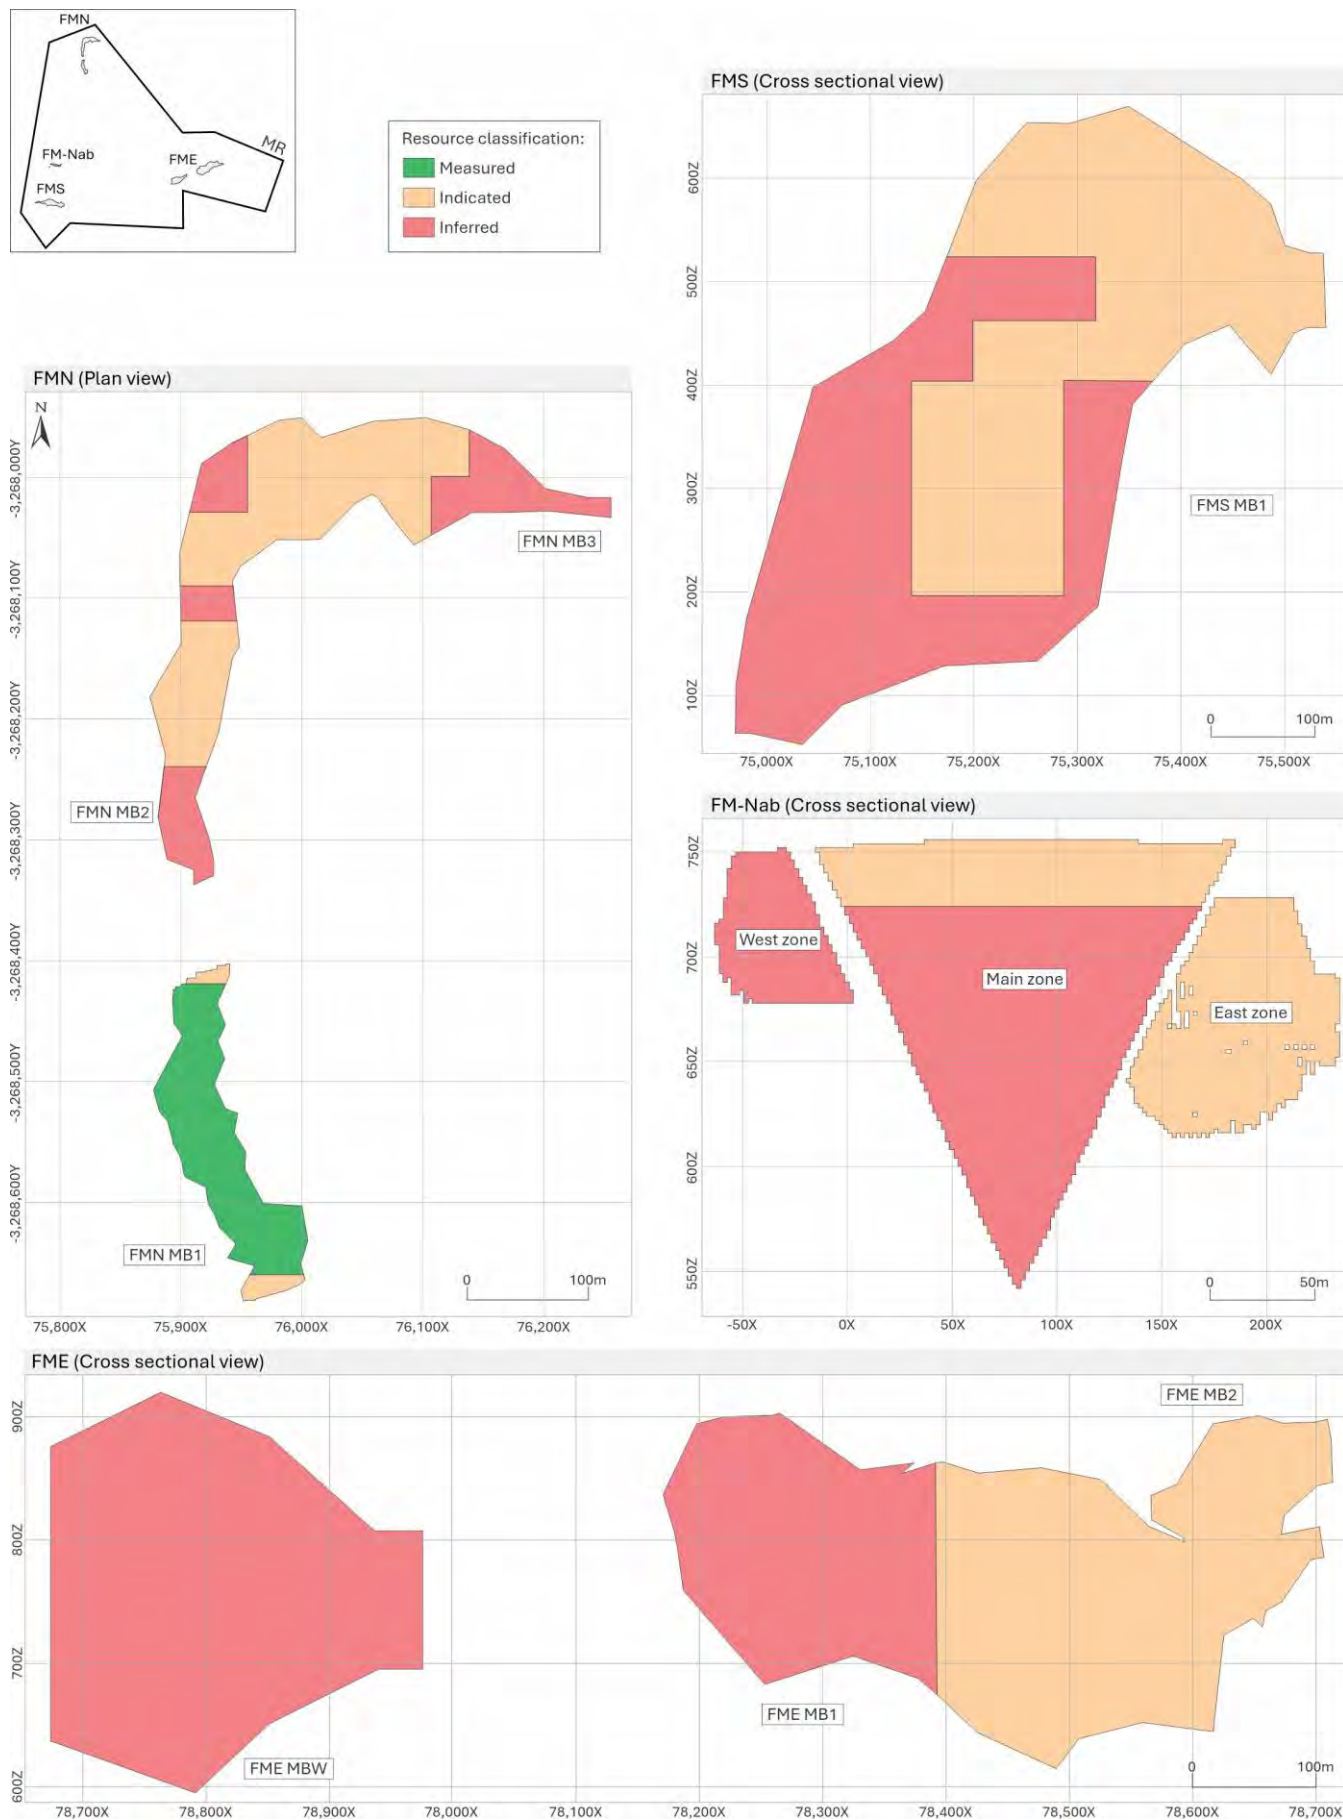 FMN
MR
FM-Nab
FME
FMS
Resource classification:
Measured
Indicated
Inferred
FMS (Cross sectional view)
600Z
500Z
400Z
300Z
200Z
100Z
FMS MB1
0 100m
75,000X 75,100X 75,200X 75,300X 75,400X 75,500X
FMN (Plan view)
N
-3,268,000Y
-3,268,100Y
-3,268,200Y
-3,268,300Y
-3,268,400Y
-3,268,500Y
-3,268,600Y
FMN MB3
FMN MB2
FMN MB1
0 100m
75,800X 75,900X 76,000X 76,100X 76,200X
FM-Nab (Cross sectional view)
750Z
700Z
650Z
600Z
550Z
West zone
Main zone
East zone
0 50m
-50X 0X 50X 100X 150X 200X
FME (Cross sectional view)
900Z
800Z
700Z
600Z
FME MB2
FME MB1
FME MBW
0 100m
78,700X 78,800X 78,900X 78,000X 78,100X 78,200X 78,300X 78,400X 78,500X 78,600X 78,700X